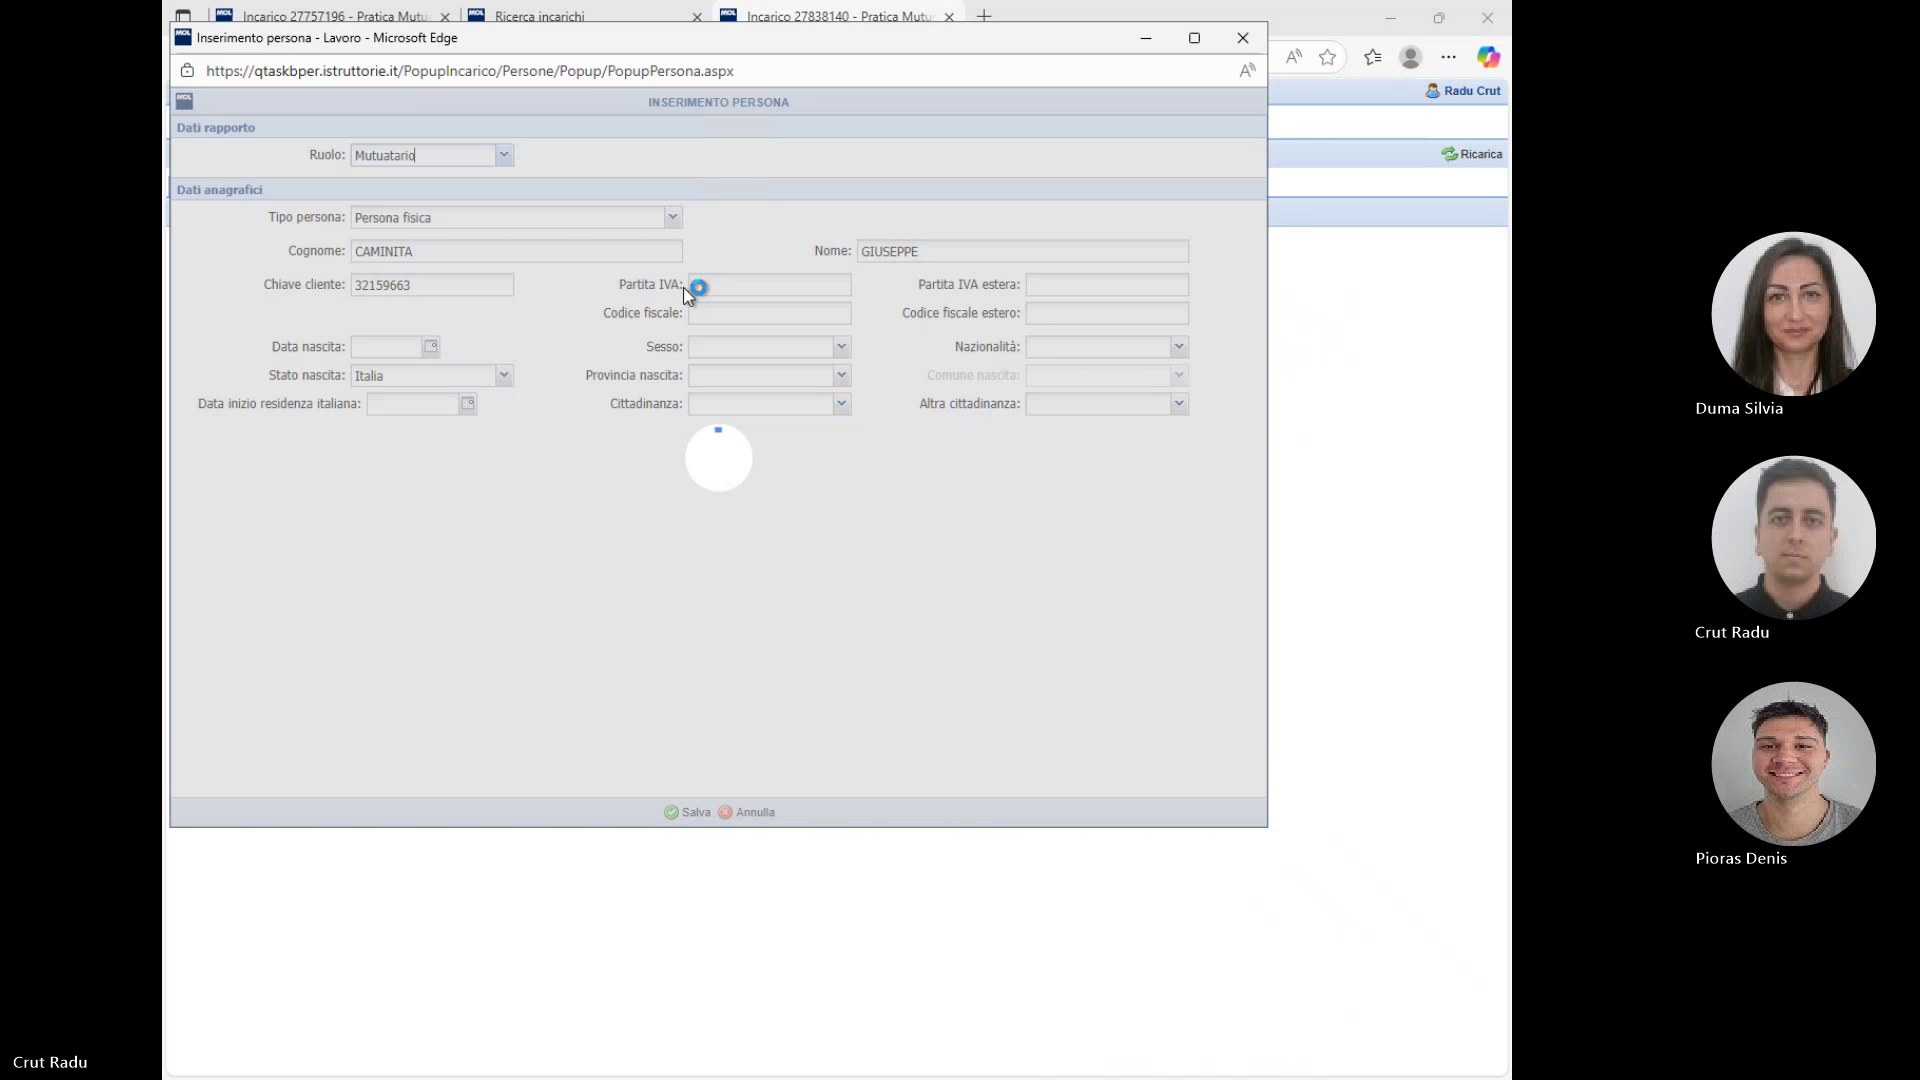 Incarico 27757196 - Pratica Mutu
Ricerca incarichi
Incarico 27838140 - Pratica Mutu
MOL Inserimento persona - Lavoro - Microsoft Edge
https://qtaskbper.istruttorie.it/PopupIncarico/Persone/Popup/PopupPersona.aspx
Radu Crut
MOL INSERIMENTO PERSONA
Dati rapporto
Ruolo: Mutuatario
Ricarica
Dati anagrafici
Tipo persona: Persona fisica
Cognome: CAMINITA Nome: GIUSEPPE
Chiave cliente: 32159663 Partita IVA: Partita IVA estera:
Codice fiscale: Codice fiscale estero:
Data nascita: Sesso: Nazionalità:
Stato nascita: Italia Provincia nascita: Comune nascita:
Data inizio residenza italiana: Cittadinanza: Altra cittadinanza:
Salva Annulla
Duma Silvia
Crut Radu
Pioras Denis
Crut Radu